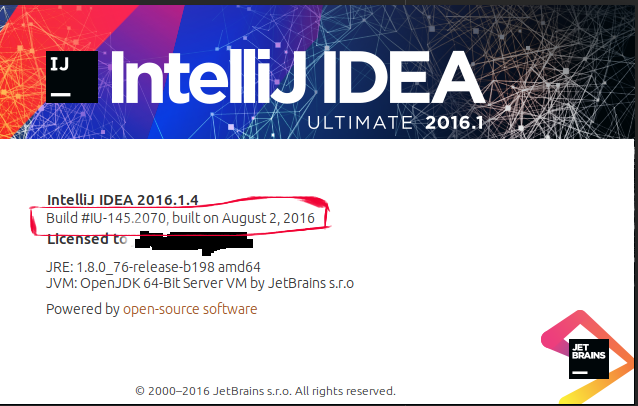 IJ
IntelliJ IDEA
ULTIMATE 2016.1
IntelliJ IDEA 2016.1.4
Build #IU-145.2070, built on August 2, 2016
Licensed to
JRE: 1.8.0_76-release-b198 amd64
JVM: OpenJDK 64-Bit Server VM by JetBrains s.r.o
Powered by open-source software
JET
BRAINS
© 2000–2016 JetBrains s.r.o. All rights reserved.